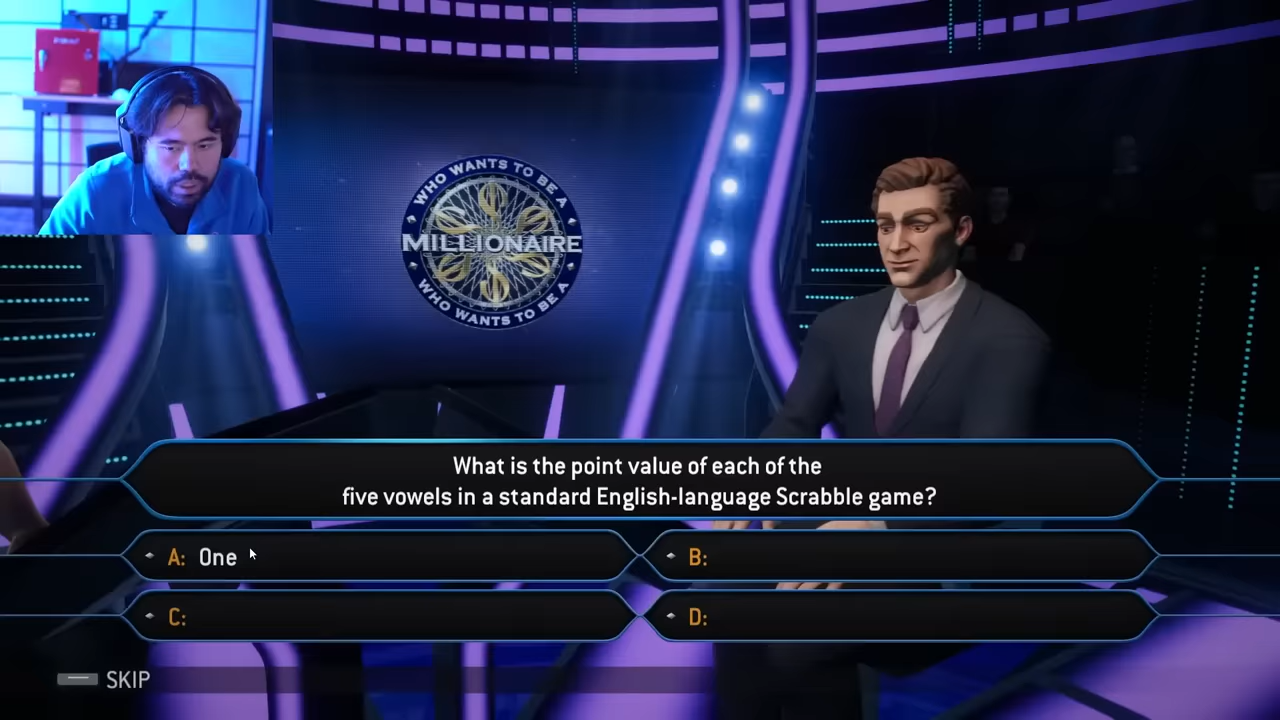 WHO WANTS TO BE A
MILLIONAIRE
WHO WANTS TO BE A
What is the point value of each of the
five vowels in a standard English-language Scrabble game?
A: One
B:
C:
D:
SKIP